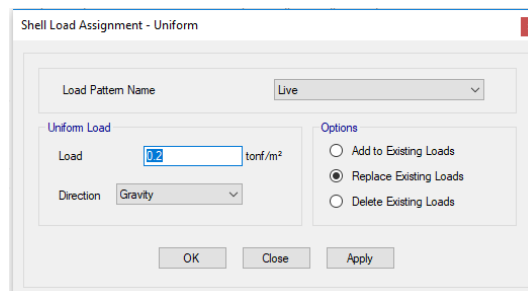 Shell Load Assignment - Uniform
Load Pattern Name
Live
Uniform Load
Load
0.2
tonf/m²
Direction
Gravity
Options
Add to Existing Loads
Replace Existing Loads
Delete Existing Loads
OK
Close
Apply